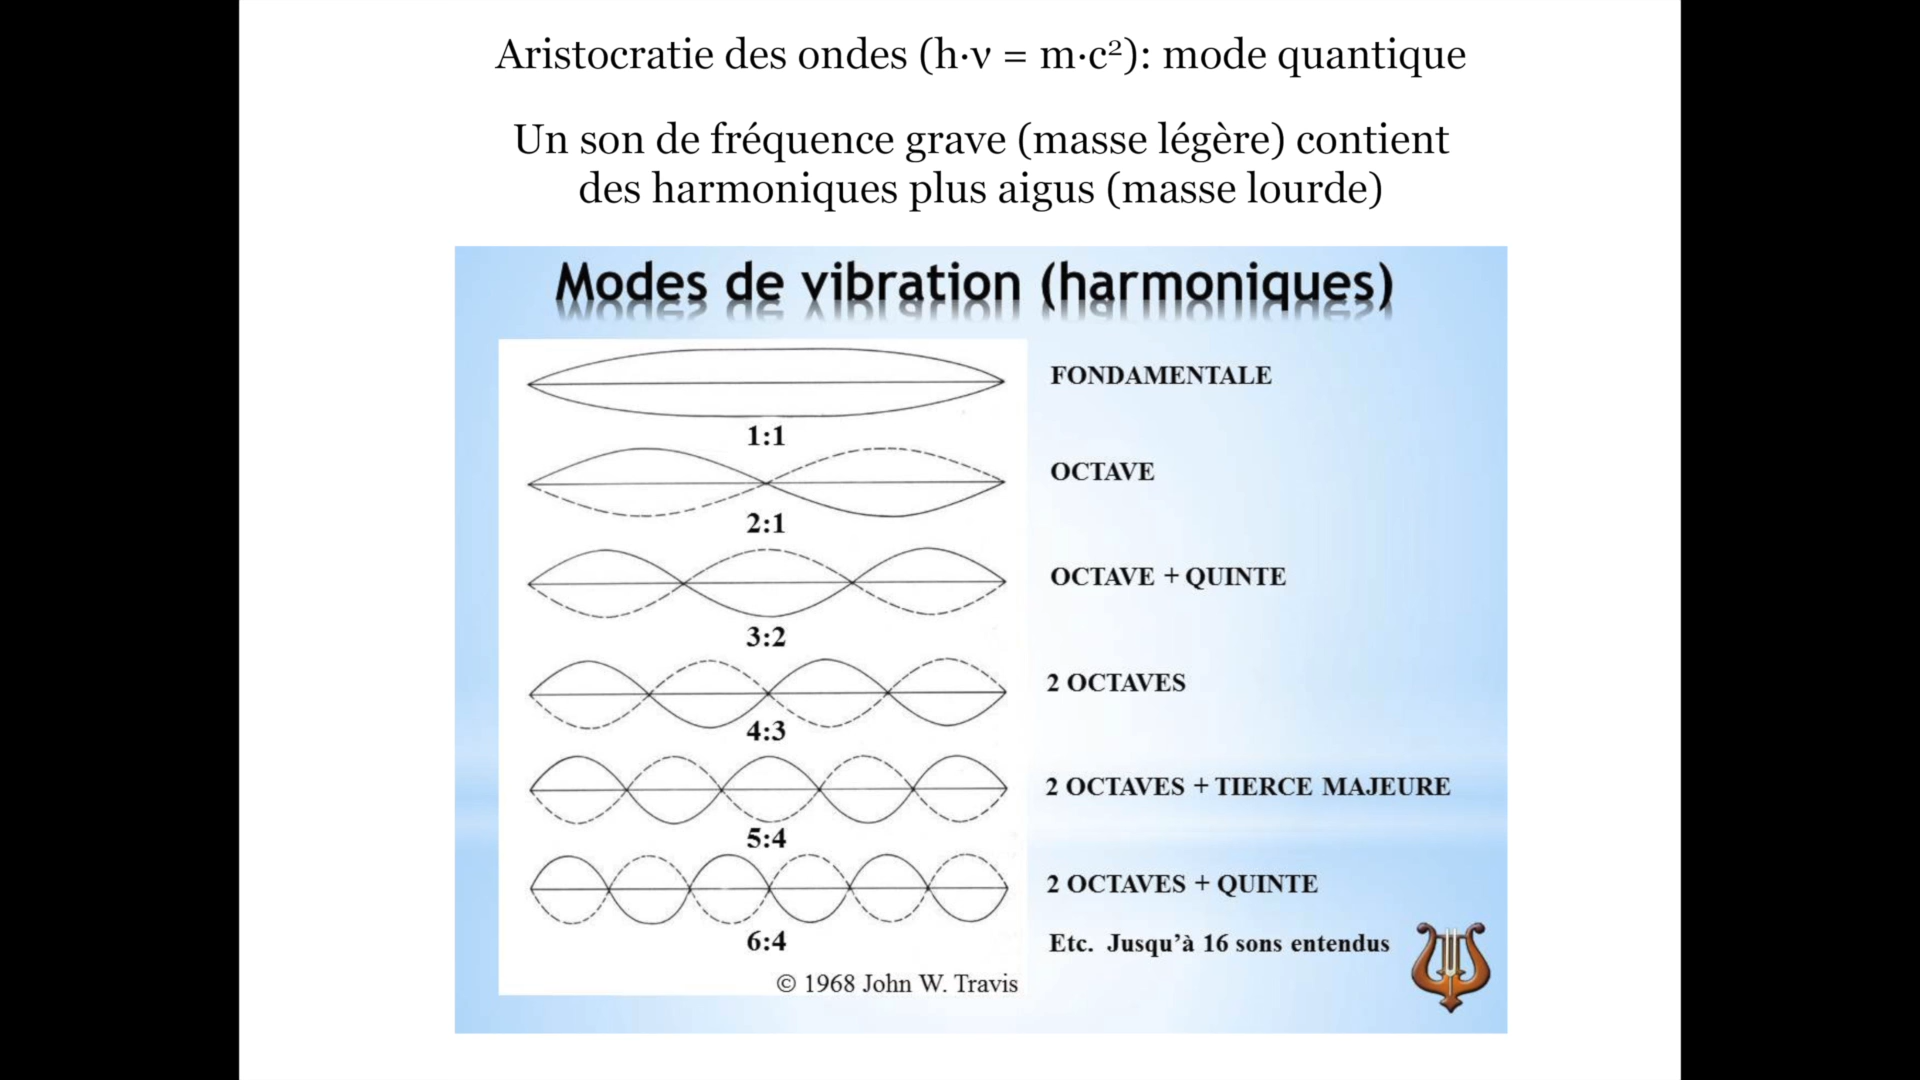 Aristocratie des ondes (h·ν = m·c²): mode quantique
Un son de fréquence grave (masse légère) contient
des harmoniques plus aigus (masse lourde)
Modes de vibration (harmoniques)
FONDAMENTALE
1:1
OCTAVE
2:1
OCTAVE + QUINTE
3:2
2 OCTAVES
4:3
2 OCTAVES + TIERCE MAJEURE
5:4
2 OCTAVES + QUINTE
6:4
Etc. Jusqu'à 16 sons entendus
© 1968 John W. Travis